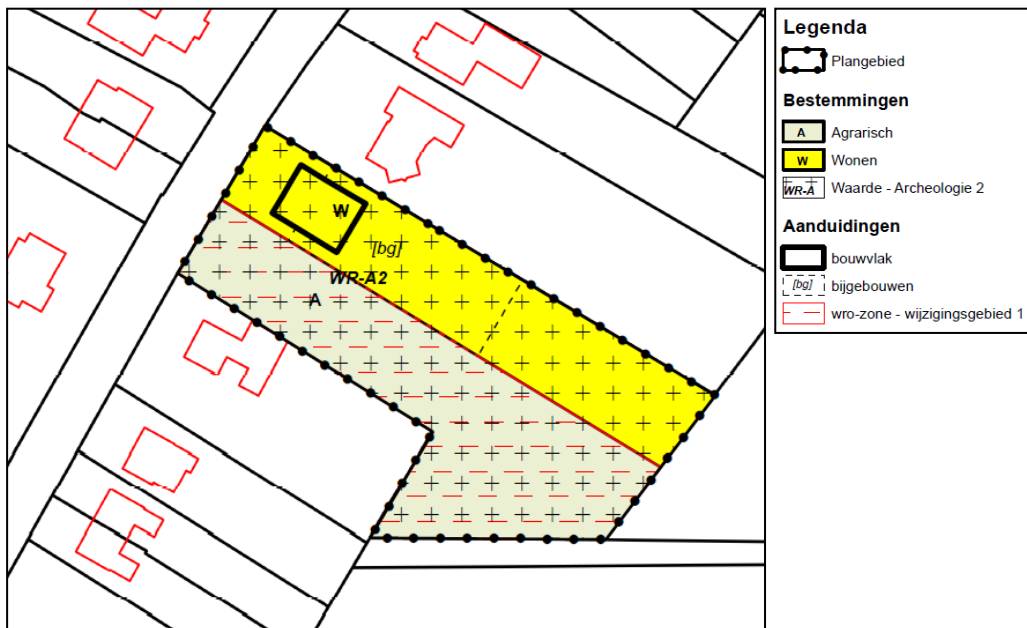 W
[bg]
WR-A2
A
Legenda
Plangebied
Bestemmingen
A Agrarisch
W Wonen
WR-A Waarde - Archeologie 2
Aanduidingen
bouwvlak
[bg] bijgebouwen
wro-zone - wijzigingsgebied 1